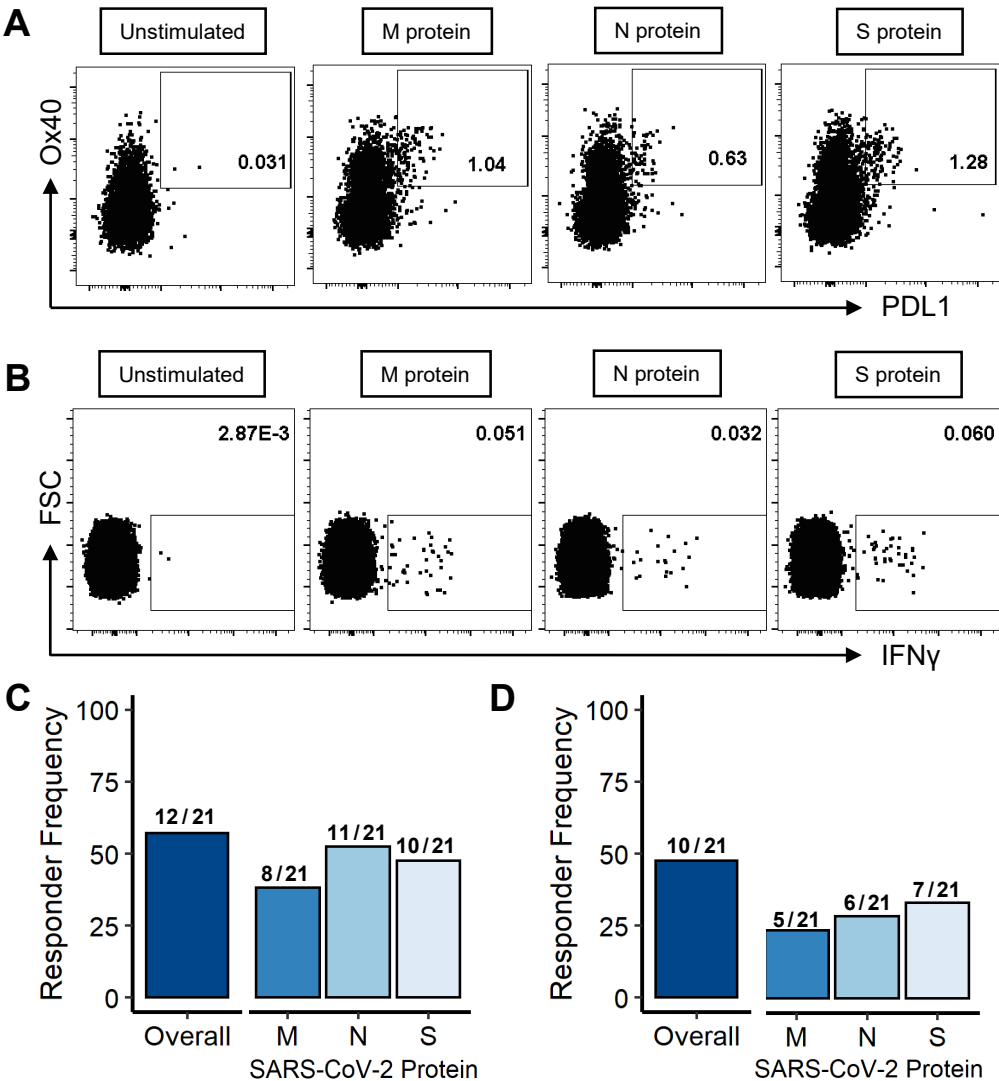 A
Unstimulated
M protein
N protein
S protein
Ox40
0.031
1.04
0.63
1.28
PDL1
B
Unstimulated
M protein
N protein
S protein
FSC
2.87E-3
0.051
0.032
0.060
IFNγ
C
Responder Frequency
100
75
50
25
0
12/21
8/21
11/21
10/21
Overall
M
N
S
SARS-CoV-2 Protein
D
Responder Frequency
100
75
50
25
0
10/21
5/21
6/21
7/21
Overall
M
N
S
SARS-CoV-2 Protein